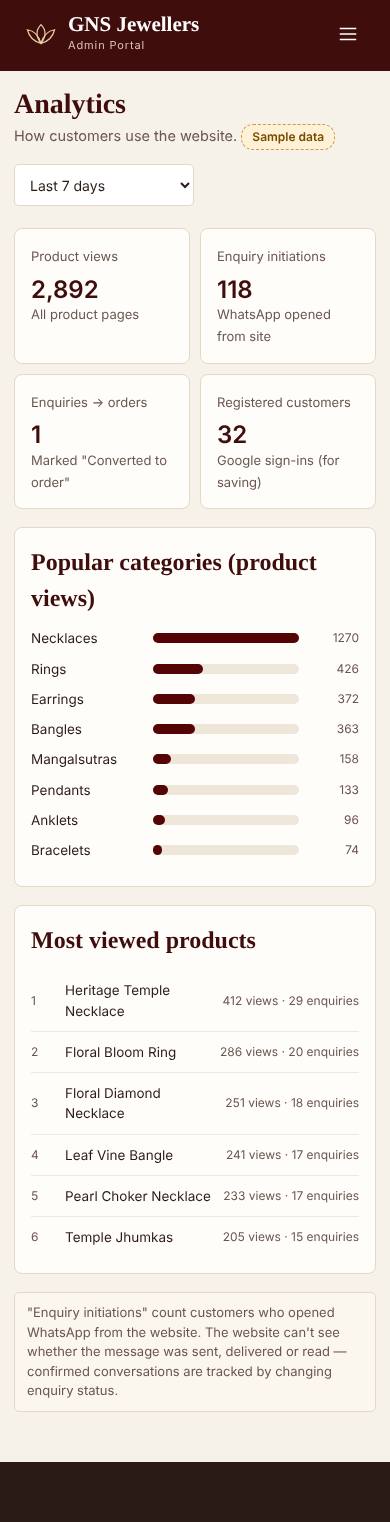 GNS Jewellers
Admin Portal
Analytics
How customers use the website. Sample data
Last 7 days
Product views
2,892
All product pages
Enquiry initiations
118
WhatsApp opened
from site
Enquiries → orders
1
Marked "Converted to
order"
Registered customers
32
Google sign-ins (for
saving)
Popular categories (product
views)
Necklaces 1270
Rings 426
Earrings 372
Bangles 363
Mangalsutras 158
Pendants 133
Anklets 96
Bracelets 74
Most viewed products
1 Heritage Temple
Necklace 412 views · 29 enquiries
2 Floral Bloom Ring 286 views · 20 enquiries
3 Floral Diamond
Necklace 251 views · 18 enquiries
4 Leaf Vine Bangle 241 views · 17 enquiries
5 Pearl Choker Necklace 233 views · 17 enquiries
6 Temple Jhumkas 205 views · 15 enquiries
"Enquiry initiations" count customers who opened
WhatsApp from the website. The website can't see
whether the message was sent, delivered or read —
confirmed conversations are tracked by changing
enquiry status.